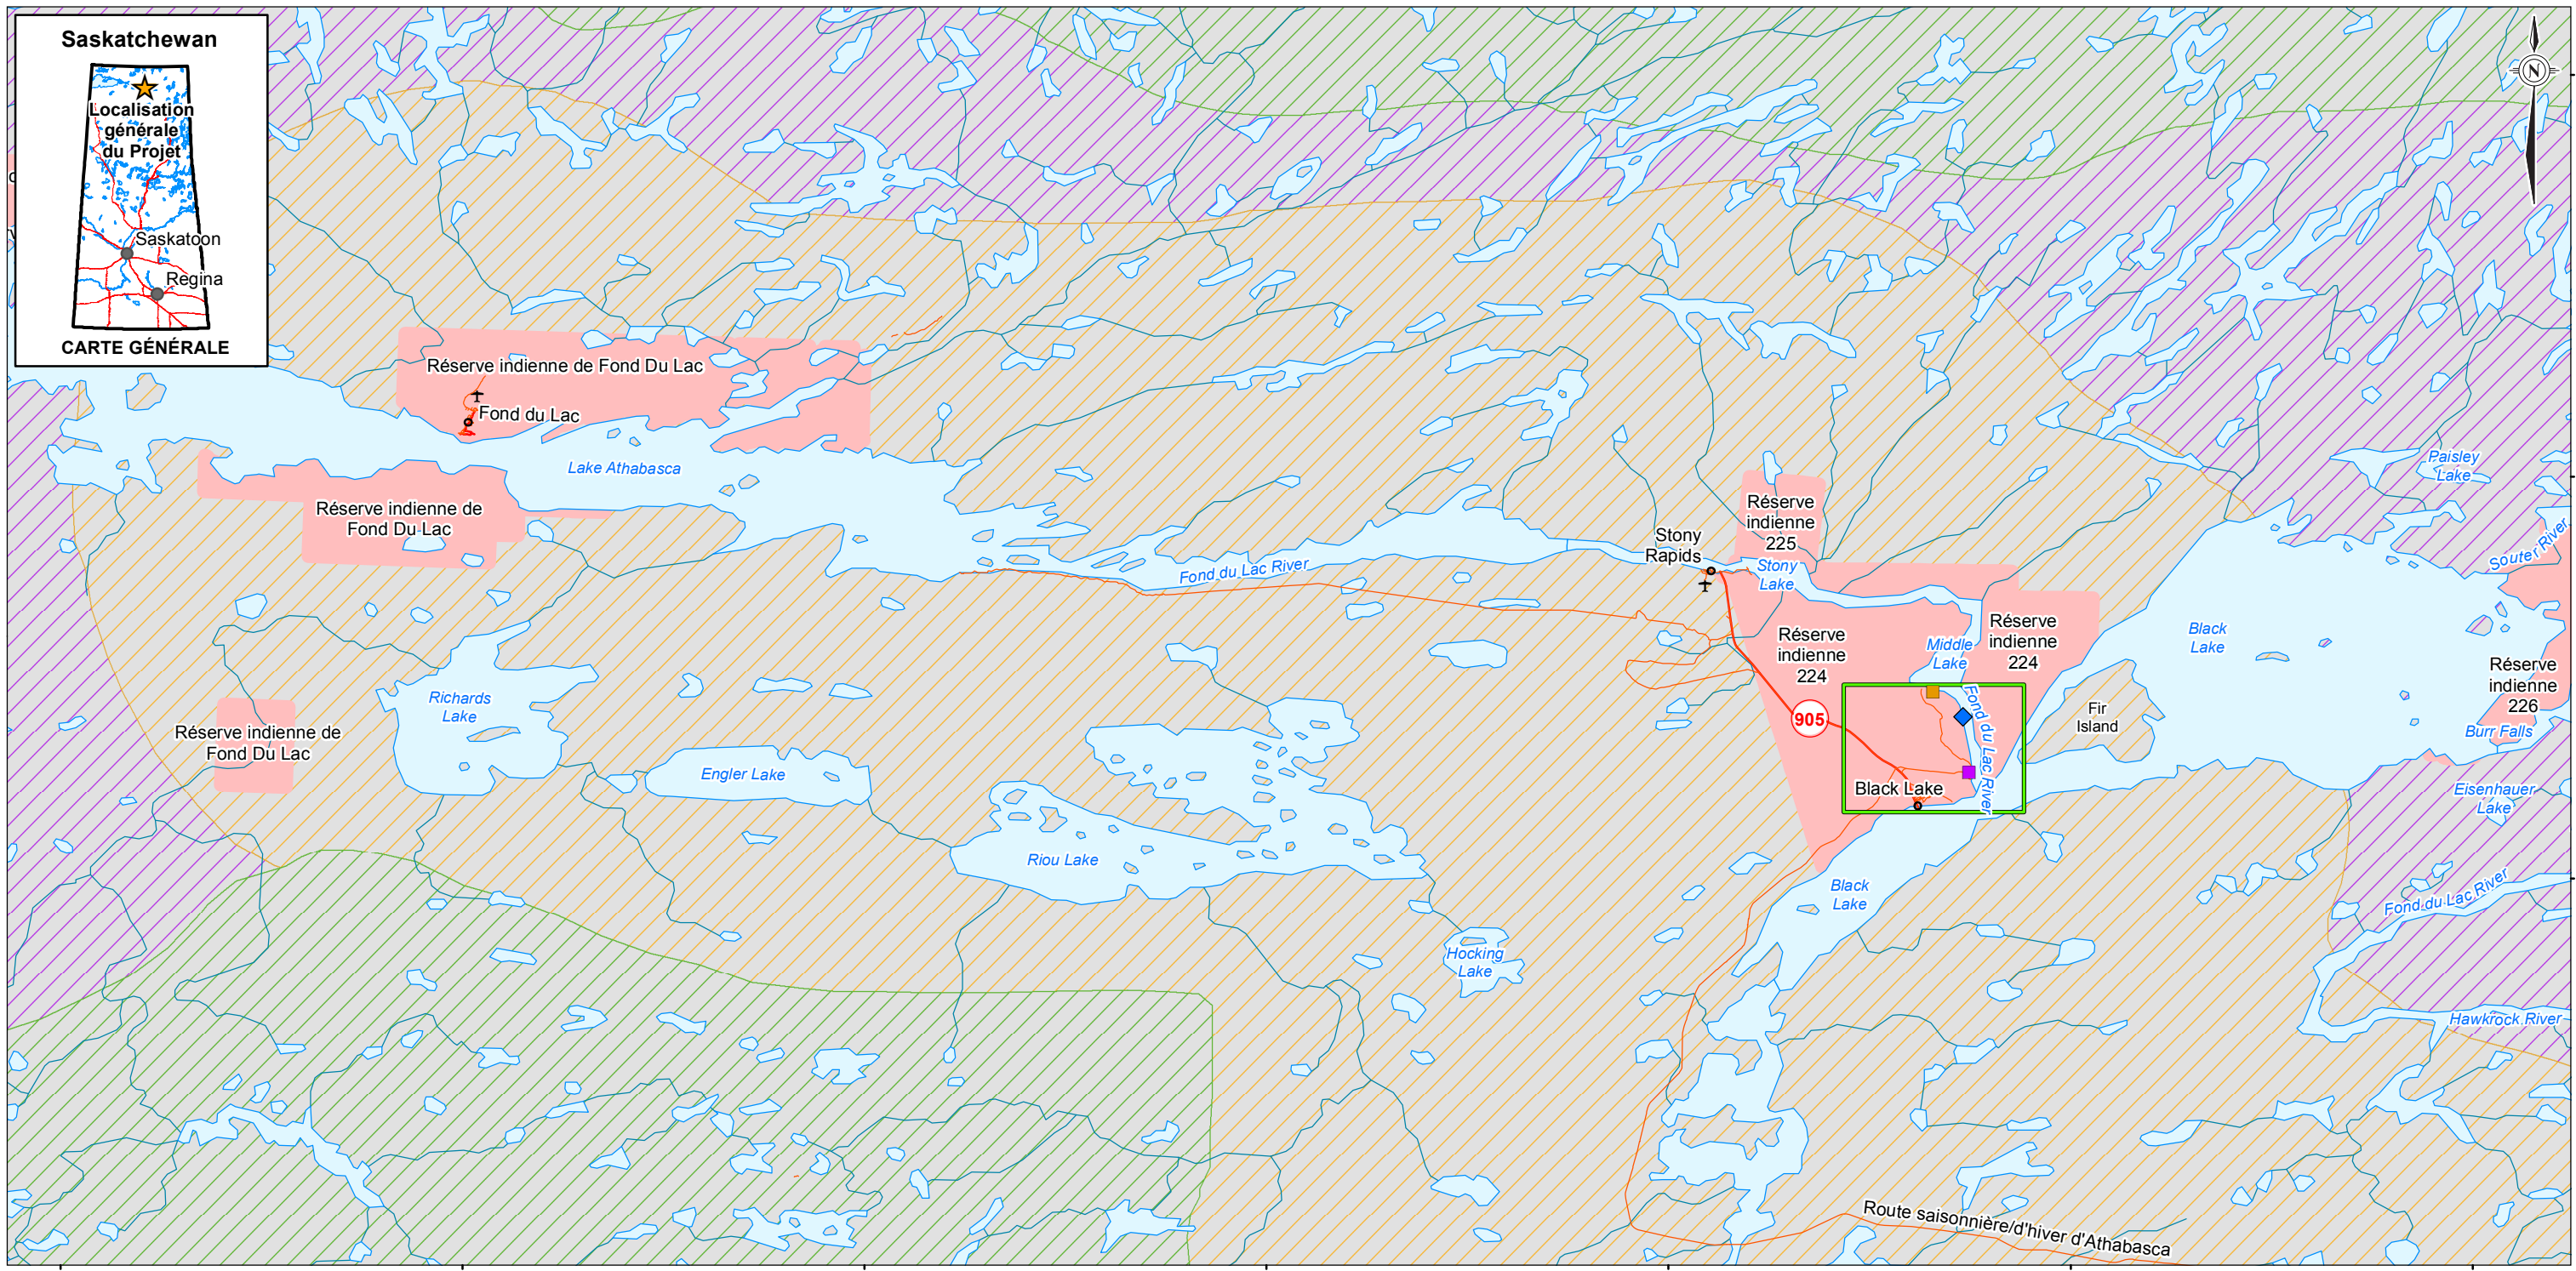 Saskatchewan
Localisation
générale
du Projet
Saskatoon
Regina
CARTE GÉNÉRALE
N
Réserve indienne de Fond Du Lac
Fond du Lac
Lake Athabasca
Réserve indienne de
Fond Du Lac
Paisley
Lake
Réserve
indienne
225
Stony
Rapids
Souter River
Fond du Lac River
Stony
Lake
Réserve
indienne
224
Middle
Lake
Réserve
indienne
224
Black
Lake
Réserve
indienne
226
Richards
Lake
Fir
Island
905
Fond du Lac River
Burr Falls
Réserve indienne de
Fond Du Lac
Engler Lake
Black Lake
Eisenhauer
Lake
Riou Lake
Black
Lake
Fond du Lac River
Hocking
Lake
Hawkrock River
Route saisonnière/d'hiver d'Athabasca